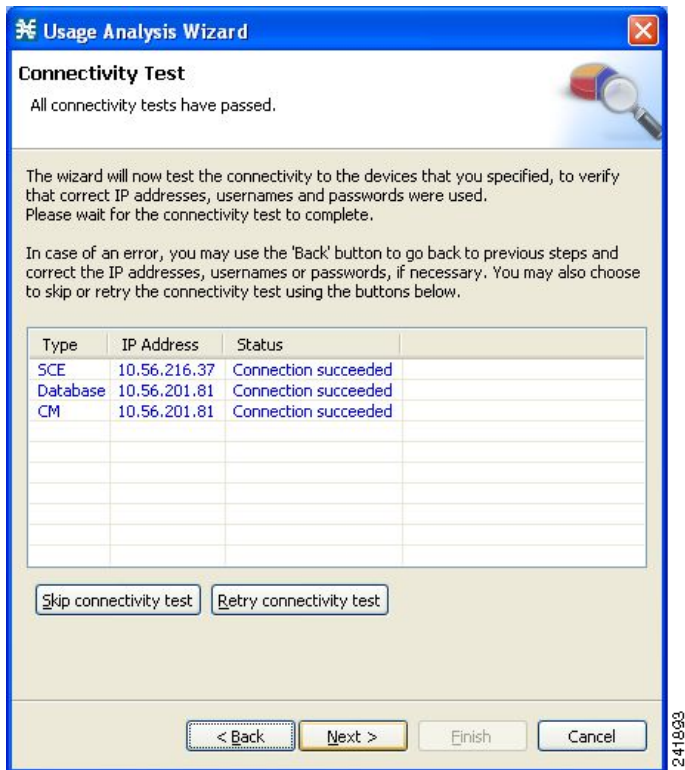 Usage Analysis Wizard
Connectivity Test
All connectivity tests have passed.
The wizard will now test the connectivity to the devices that you specified, to verify
that correct IP addresses, usernames and passwords were used.
Please wait for the connectivity test to complete.
In case of an error, you may use the 'Back' button to go back to previous steps and
correct the IP addresses, usernames or passwords, if necessary. You may also choose
to skip or retry the connectivity test using the buttons below.
Type IP Address Status
SCE 10.56.216.37 Connection succeeded
Database 10.56.201.81 Connection succeeded
CM 10.56.201.81 Connection succeeded
Skip connectivity test Retry connectivity test
< Back Next > Finish Cancel
241893